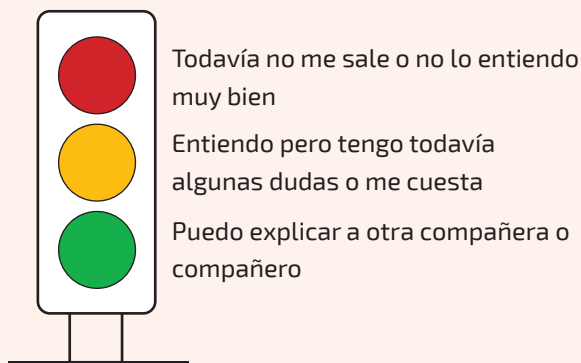 Todavía no me sale o no lo entiendo
muy bien
Entiendo pero tengo todavía
algunas dudas o me cuesta
Puedo explicar a otra compañera o
compañero